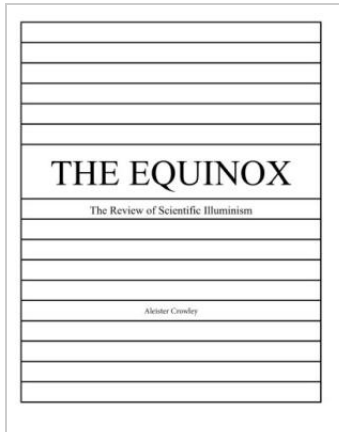 THE EQUINOX
The Review of Scientific Illuminism
Aleister Crowley